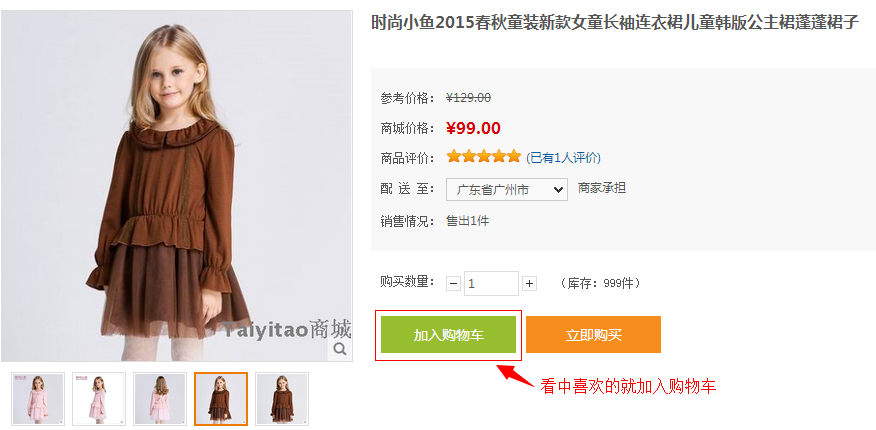 时尚小鱼2015春秋童装新款女童长袖连衣裙儿童韩版公主裙蓬蓬裙子
参考价格： ¥129.00
商城价格： ¥99.00
商品评价： (已有1人评价)
配 送 至： 广东省广州市 商家承担
销售情况： 售出1件
购买数量： − 1 + （库存：999件）
加入购物车 立即购买
看中喜欢的就加入购物车
Taiyitao商城